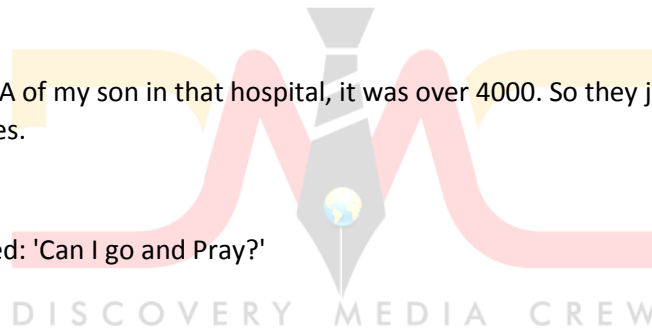 A of my son in that hospital, it was over 4000. So they j
es.
ed: 'Can I go and Pray?'
DISCOVERY MEDIA CREW